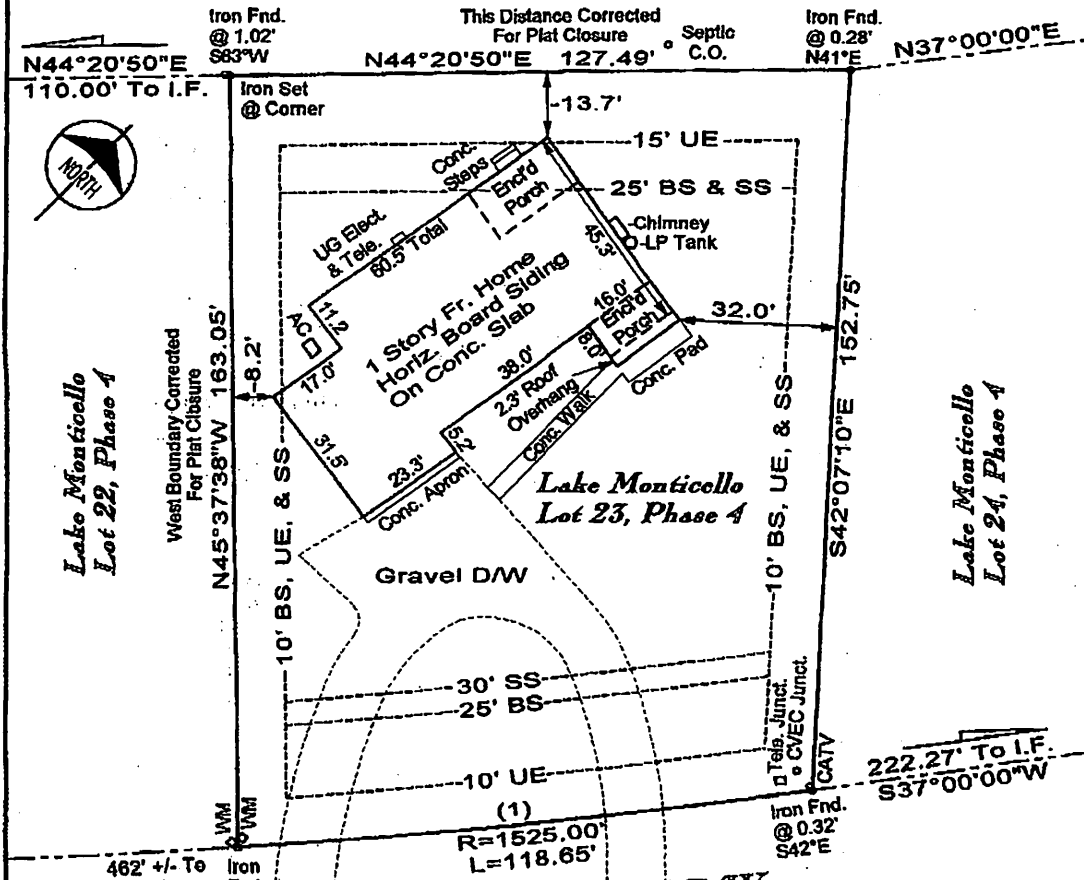 Iron Fnd.
@ 1.02'
S63°W
This Distance Corrected
For Plat Closure
Septic
C.O.
Iron Fnd.
@ 0.28'
N41°E
N37°00'00"E
N44°20'50"E
110.00' To I.F.
N44°20'50"E 127.49'
Iron Set
@ Corner
13.7'
NORTH
15' UE
25' BS & SS
Conc.
Steps
Encl'd
Porch
Chimney
LP Tank
UG Elect.
& Tele.
60.5' Total
45.3'
11.2
AC
17.0'
1 Story Fr. Home
Horiz. Board Siding
On Conc. Slab
16.0'
Encl'd
Porch
8.0'
32.0'
Conc. Pad
38.0'
2.3' Roof
Overhang
Conc. Walk
8.2'
31.5'
5.2
23.3'
Conc. Apron
Lake Monticello
Lot 22, Phase 4
West Boundary Corrected
For Plat Closure
N45°37'38"W 163.05'
10' BS, UE, & SS
Lake Monticello
Lot 23, Phase 4
10' BS, UE, & SS
S42°07'10"E 152.75'
Lake Monticello
Lot 24, Phase 4
Gravel D/W
30' SS
25' BS
10' UE
Tele. Junct.
CVEC Junct.
CATV
222.27' To I.F.
S37°00'00"W
(1)
R=1525.00'
L=118.65'
Iron Fnd.
@ 0.32'
S42°E
WM
WM
462' +/- To
Iron